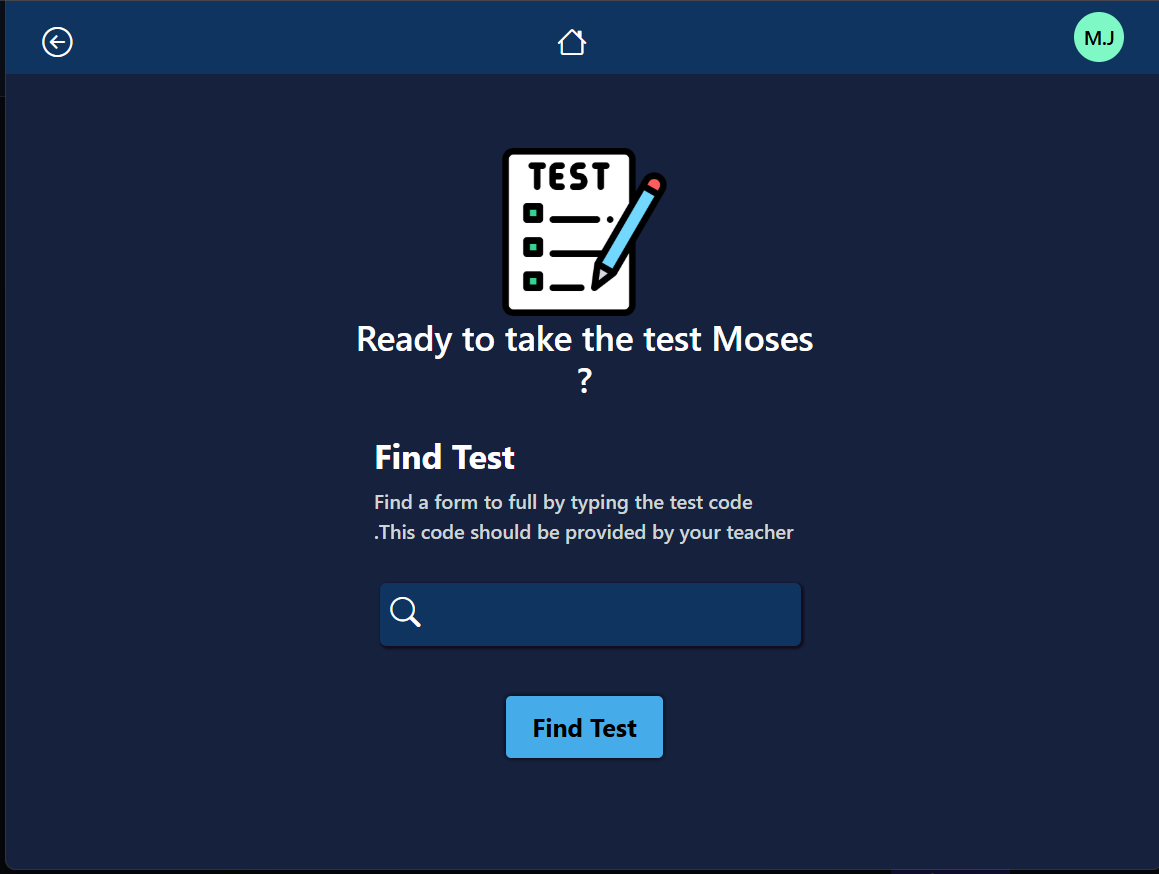 M.J
TEST
Ready to take the test Moses
?
Find Test
Find a form to full by typing the test code
.This code should be provided by your teacher
Find Test